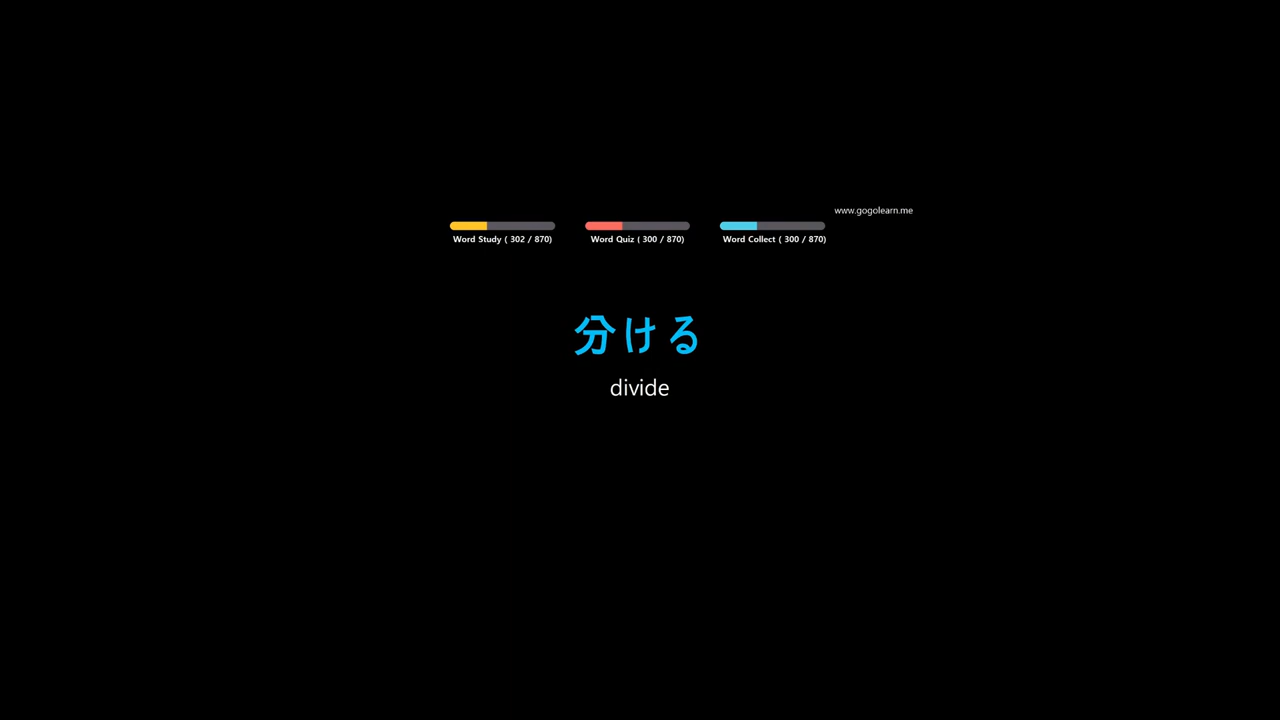 www.gogolearn.me
Word Study ( 302 / 870)
Word Quiz ( 300 / 870)
Word Collect ( 300 / 870)
分ける
divide